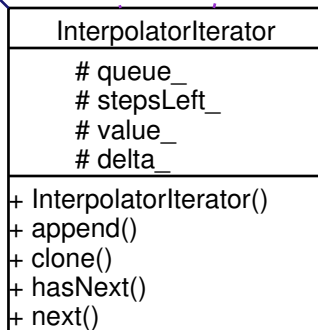 InterpolatorIterator
# queue_
# stepsLeft_
# value_
# delta_
+ InterpolatorIterator()
+ append()
+ clone()
+ hasNext()
+ next()